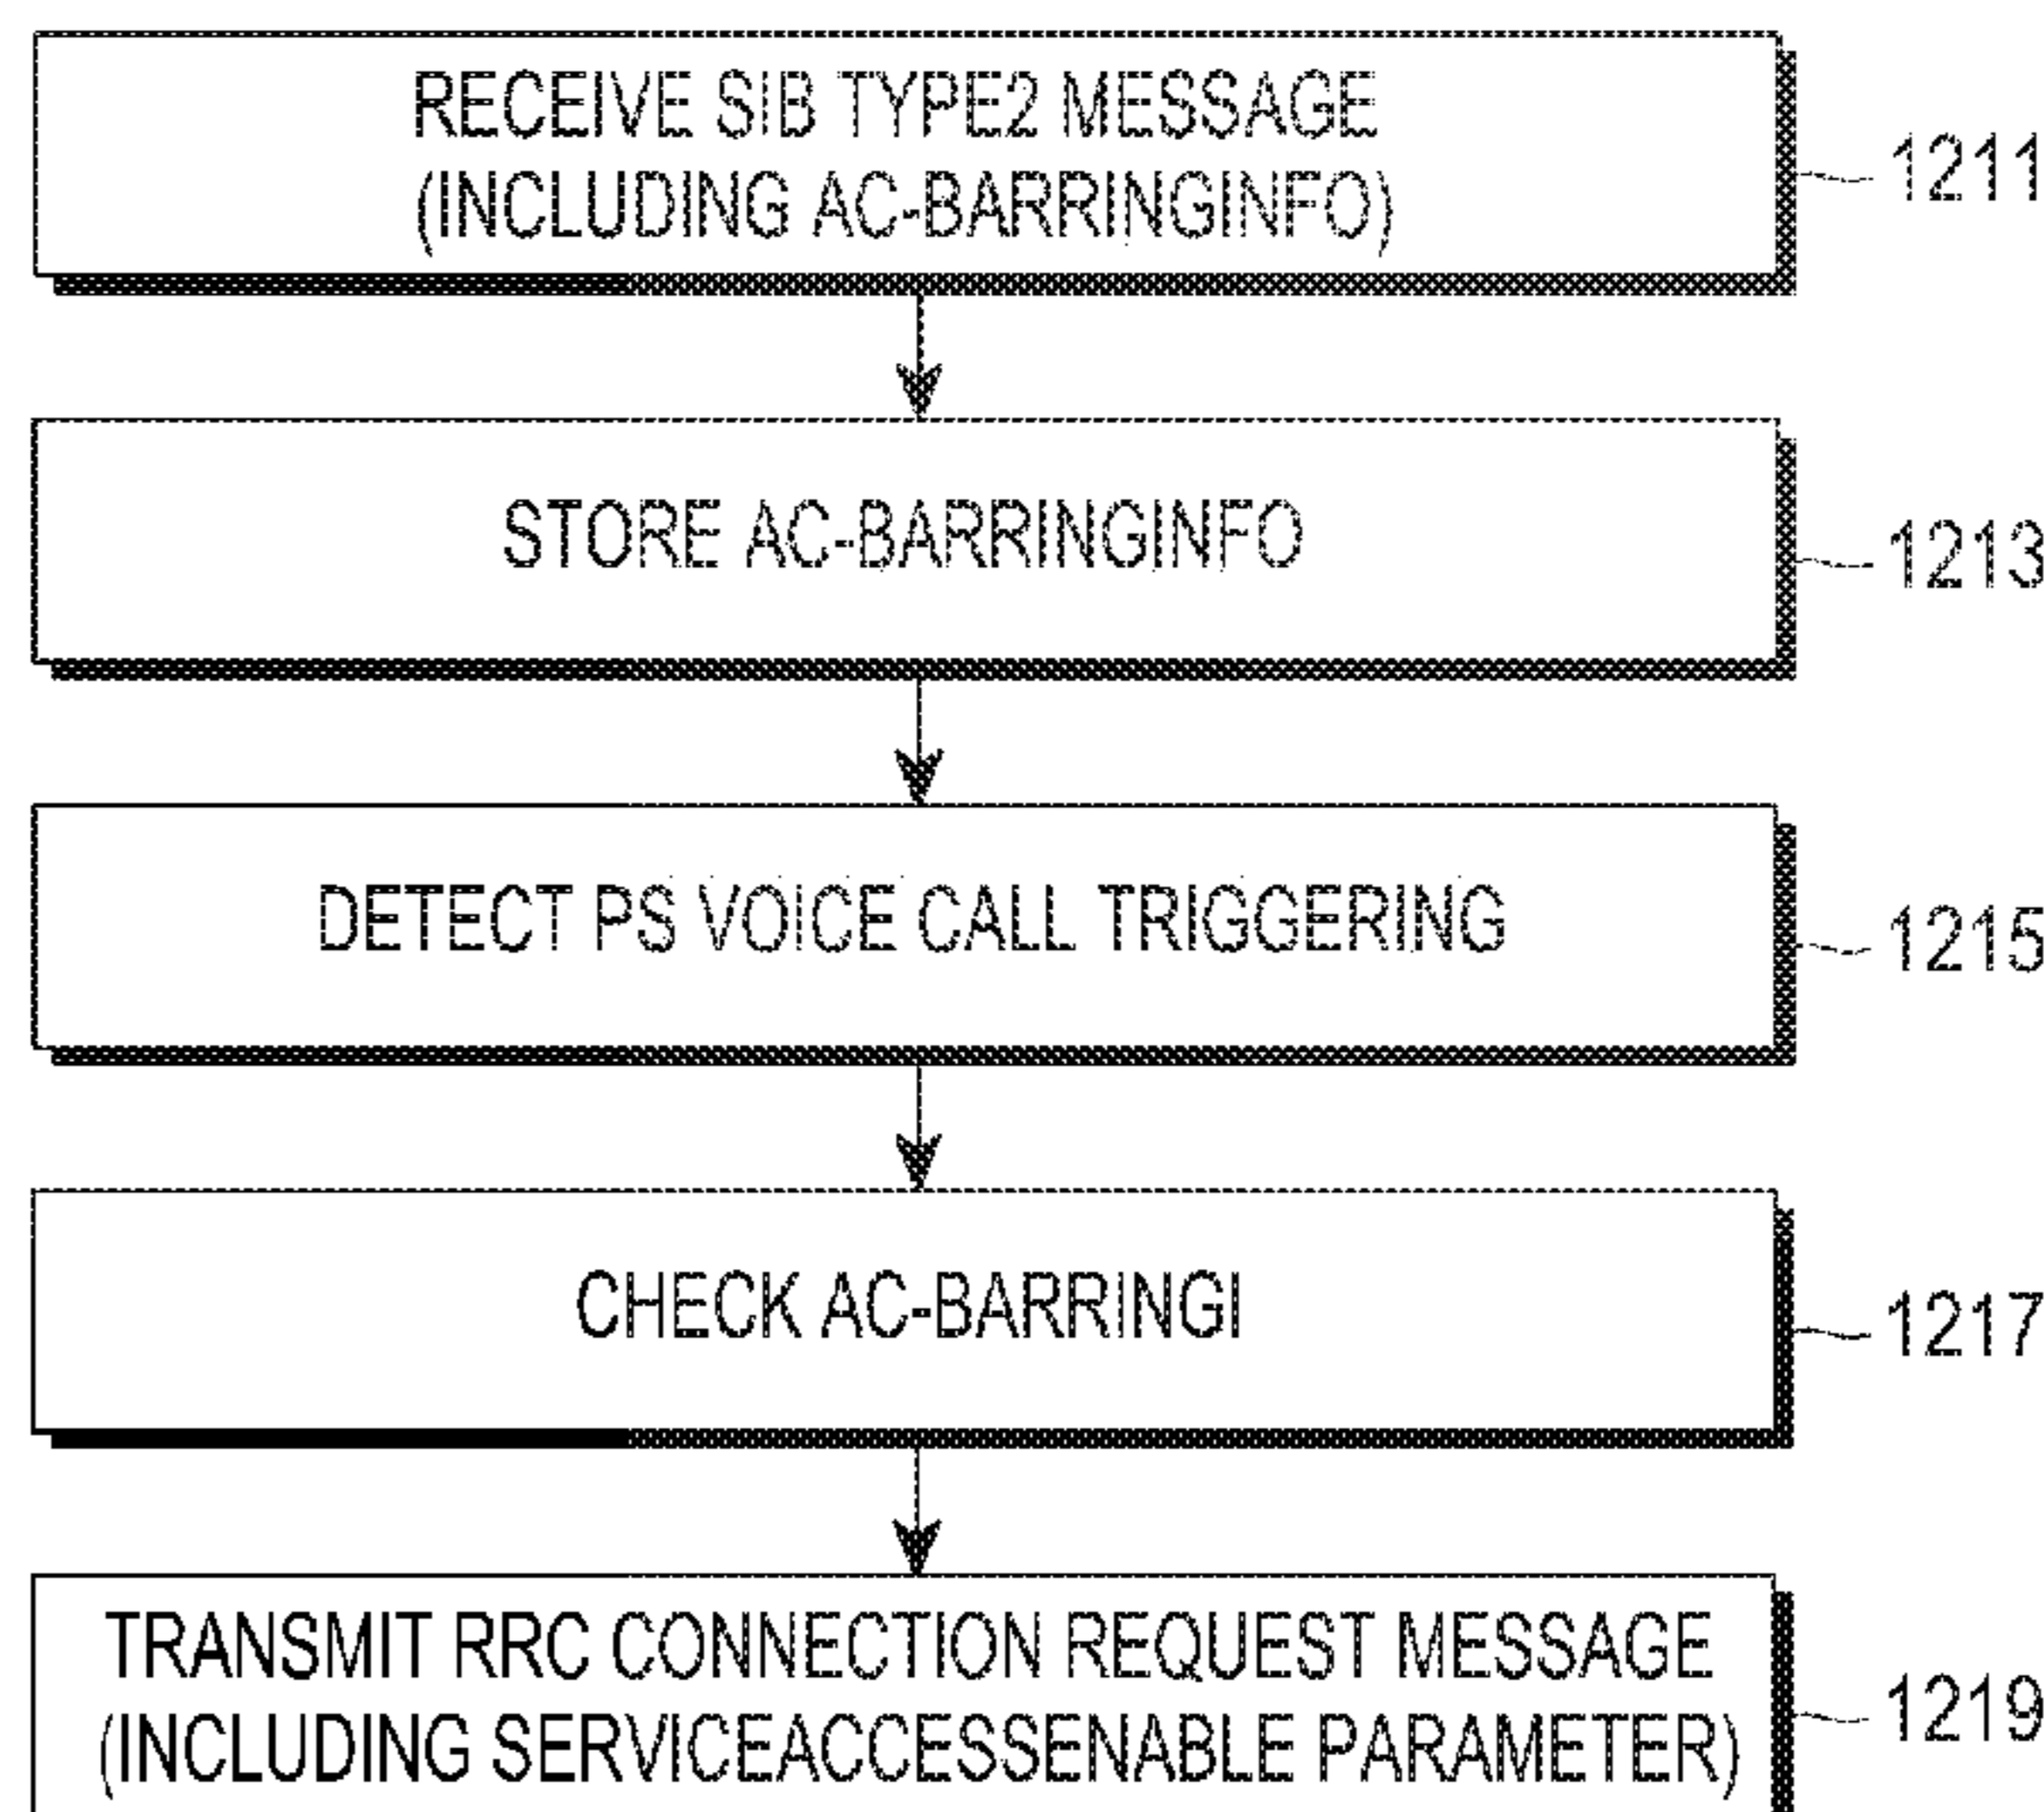 RECEIVE SIB TYPE2 MESSAGE
(INCLUDING AC-BARRINGINFO)
1211
STORE AC-BARRINGINFO
1213
DETECT PS VOICE CALL TRIGGERING
1215
CHECK AC-BARRINGI
1217
TRANSMIT RRC CONNECTION REQUEST MESSAGE
(INCLUDING SERVICEACCESSENABLE PARAMETER)
1219